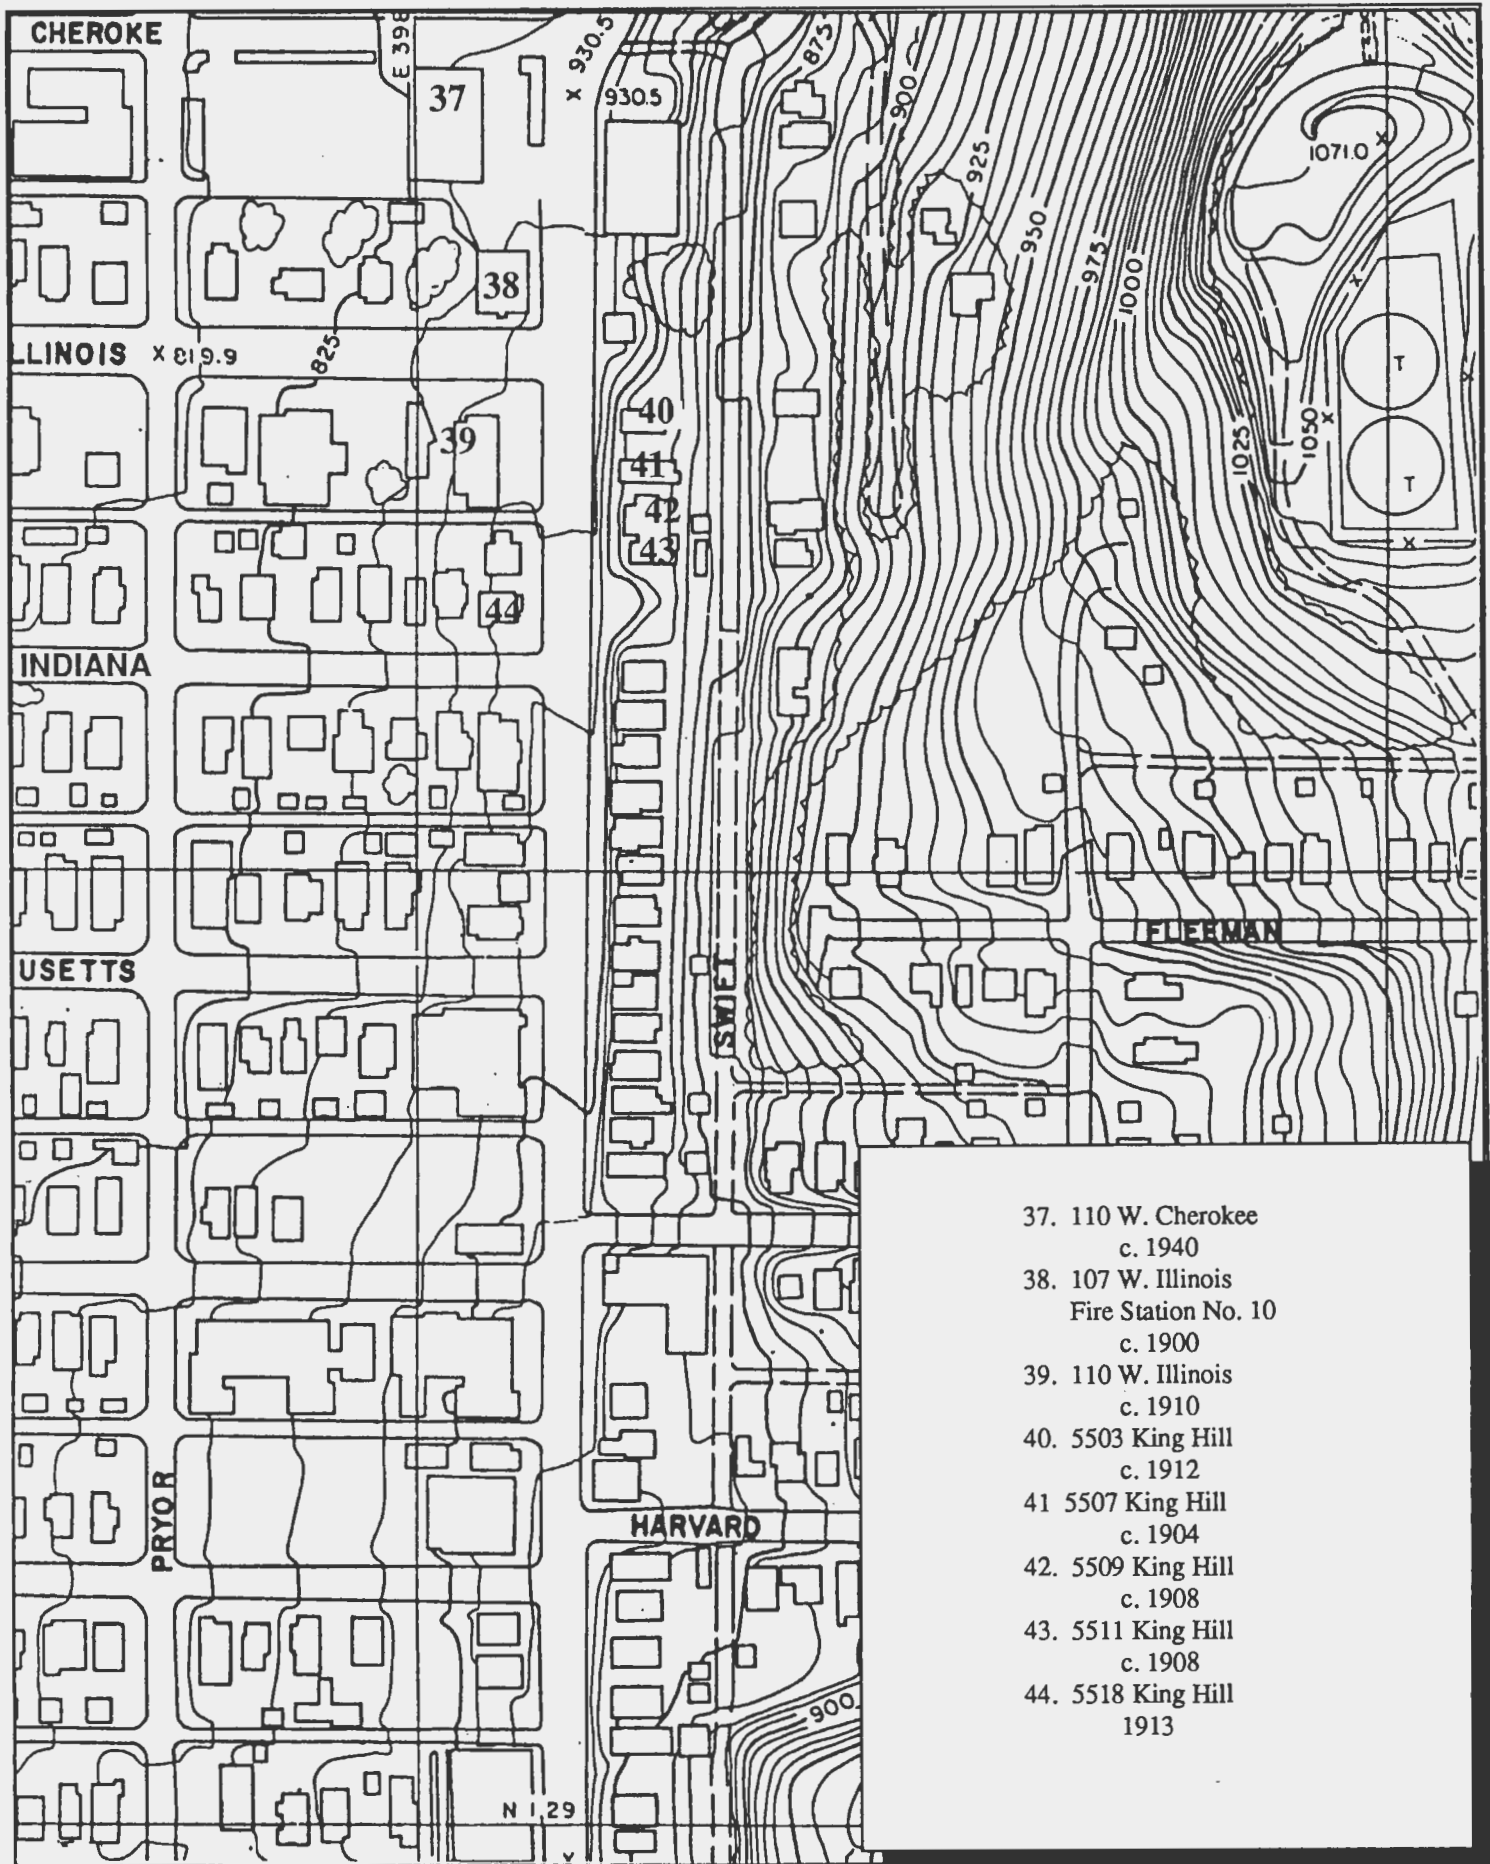 CHEROKE
E 398
37
930.5
930.5
875
900
925
1071.0
950
975
1000
38
LLINOIS
819.9
825
T
40
39
41
1025
1050
T
42
43
44
INDIANA
FLEEMAN
USETTS
SWIFT
PRYOR
HARVARD
900
N 1,29
37. 110 W. Cherokee
c. 1940
38. 107 W. Illinois
Fire Station No. 10
c. 1900
39. 110 W. Illinois
c. 1910
40. 5503 King Hill
c. 1912
41 5507 King Hill
c. 1904
42. 5509 King Hill
c. 1908
43. 5511 King Hill
c. 1908
44. 5518 King Hill
1913